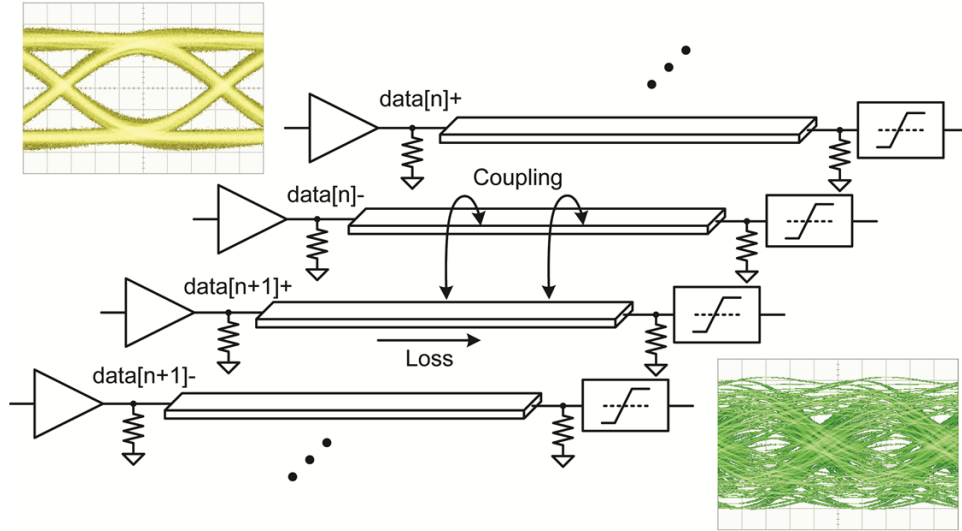 data[n]+
Coupling
data[n]-
data[n+1]+
Loss
data[n+1]-